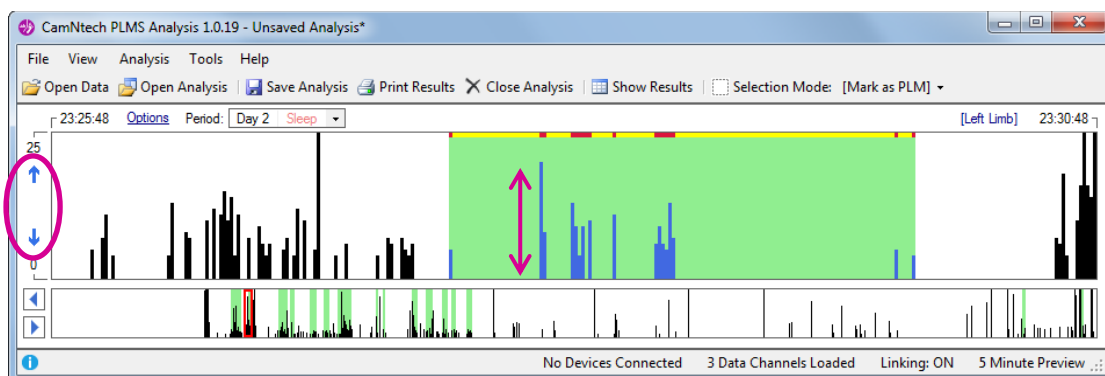 CamNtech PLMS Analysis 1.0.19 - Unsaved Analysis*
File View Analysis Tools Help
Open Data Open Analysis Save Analysis Print Results Close Analysis Show Results Selection Mode: [Mark as PLM]
23:25:48 Options Period: Day 2 Sleep [Left Limb] 23:30:48
25
0
No Devices Connected 3 Data Channels Loaded Linking: ON 5 Minute Preview